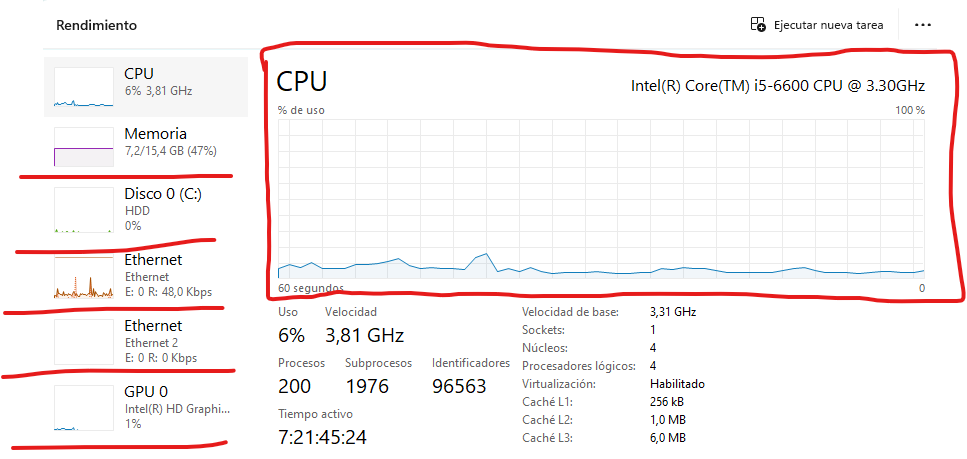 Rendimiento
Ejecutar nueva tarea
CPU
6% 3,81 GHz
Memoria
7,2/15,4 GB (47%)
Disco 0 (C:)
HDD
0%
Ethernet
Ethernet
E: 0 R: 48,0 Kbps
Ethernet
Ethernet 2
E: 0 R: 0 Kbps
GPU 0
Intel(R) HD Graphi...
1%
CPU
Intel(R) Core(TM) i5-6600 CPU @ 3.30GHz
% de uso
100 %
60 segundos
0
Uso
Velocidad
6%
3,81 GHz
Procesos
Subprocesos
Identificadores
200
1976
96563
Tiempo activo
7:21:45:24
Velocidad de base: 3,31 GHz
Sockets: 1
Núcleos: 4
Procesadores lógicos: 4
Virtualización: Habilitado
Caché L1: 256 kB
Caché L2: 1,0 MB
Caché L3: 6,0 MB